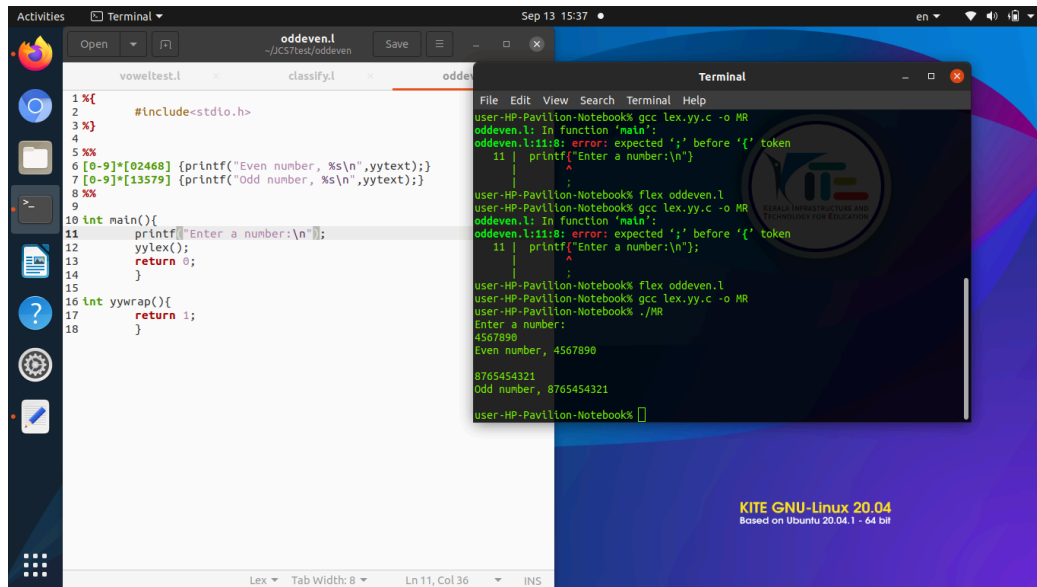 Activities Terminal Sep 13 15:37 en
Open oddeven.l Save
~/JCS7test/oddeven
voweltest.l classify.l oddev
1 %{
2 #include<stdio.h>
3 %}
4
5 %%
6 [0-9]*[02468] {printf("Even number, %s\n",yytext);}
7 [0-9]*[13579] {printf("Odd number, %s\n",yytext);}
8 %%
9
10 int main(){
11 printf("Enter a number:\n");
12 yylex();
13 return 0;
14 }
15
16 int yywrap(){
17 return 1;
18 }
Lex Tab Width: 8 Ln 11, Col 36 INS
Terminal
File Edit View Search Terminal Help
user-HP-Pavilion-Notebook% gcc lex.yy.c -o MR
oddeven.l: In function ‘main’:
oddeven.l:11:8: error: expected ‘;’ before ‘{’ token
11 | printf{"Enter a number:\n"}
| ^
| ;
user-HP-Pavilion-Notebook% flex oddeven.l
user-HP-Pavilion-Notebook% gcc lex.yy.c -o MR
oddeven.l: In function ‘main’:
oddeven.l:11:8: error: expected ‘;’ before ‘{’ token
11 | printf{"Enter a number:\n"};
| ^
| ;
user-HP-Pavilion-Notebook% flex oddeven.l
user-HP-Pavilion-Notebook% gcc lex.yy.c -o MR
user-HP-Pavilion-Notebook% ./MR
Enter a number:
4567890
Even number, 4567890
8765454321
Odd number, 8765454321
user-HP-Pavilion-Notebook%
KITE
KERALA INFRASTRUCTURE AND
TECHNOLOGY FOR EDUCATION
KITE GNU-Linux 20.04
Based on Ubuntu 20.04.1 - 64 bit